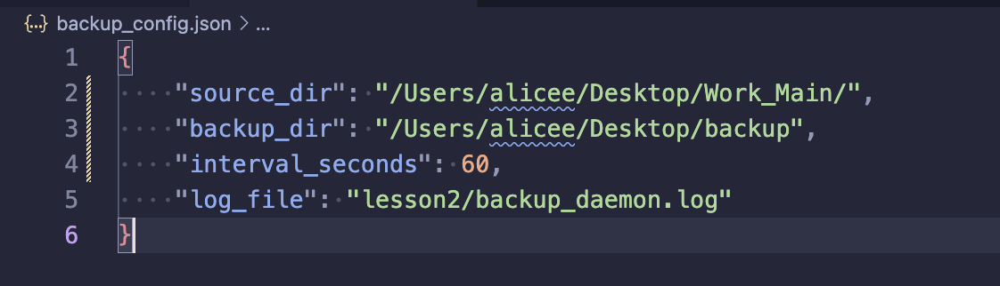 {...} backup_config.json > ...
1 {
2     "source_dir": "/Users/alicee/Desktop/Work_Main/",
3     "backup_dir": "/Users/alicee/Desktop/backup",
4     "interval_seconds": 60,
5     "log_file": "lesson2/backup_daemon.log"
6 }